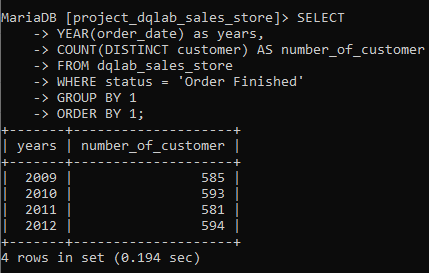 MariaDB [project_dqlab_sales_store]> SELECT
    -> YEAR(order_date) as years,
    -> COUNT(DISTINCT customer) AS number_of_customer
    -> FROM dqlab_sales_store
    -> WHERE status = 'Order Finished'
    -> GROUP BY 1
    -> ORDER BY 1;
+-------+--------------------+
| years | number_of_customer |
+-------+--------------------+
|  2009 |                585 |
|  2010 |                593 |
|  2011 |                581 |
|  2012 |                594 |
+-------+--------------------+
4 rows in set (0.194 sec)